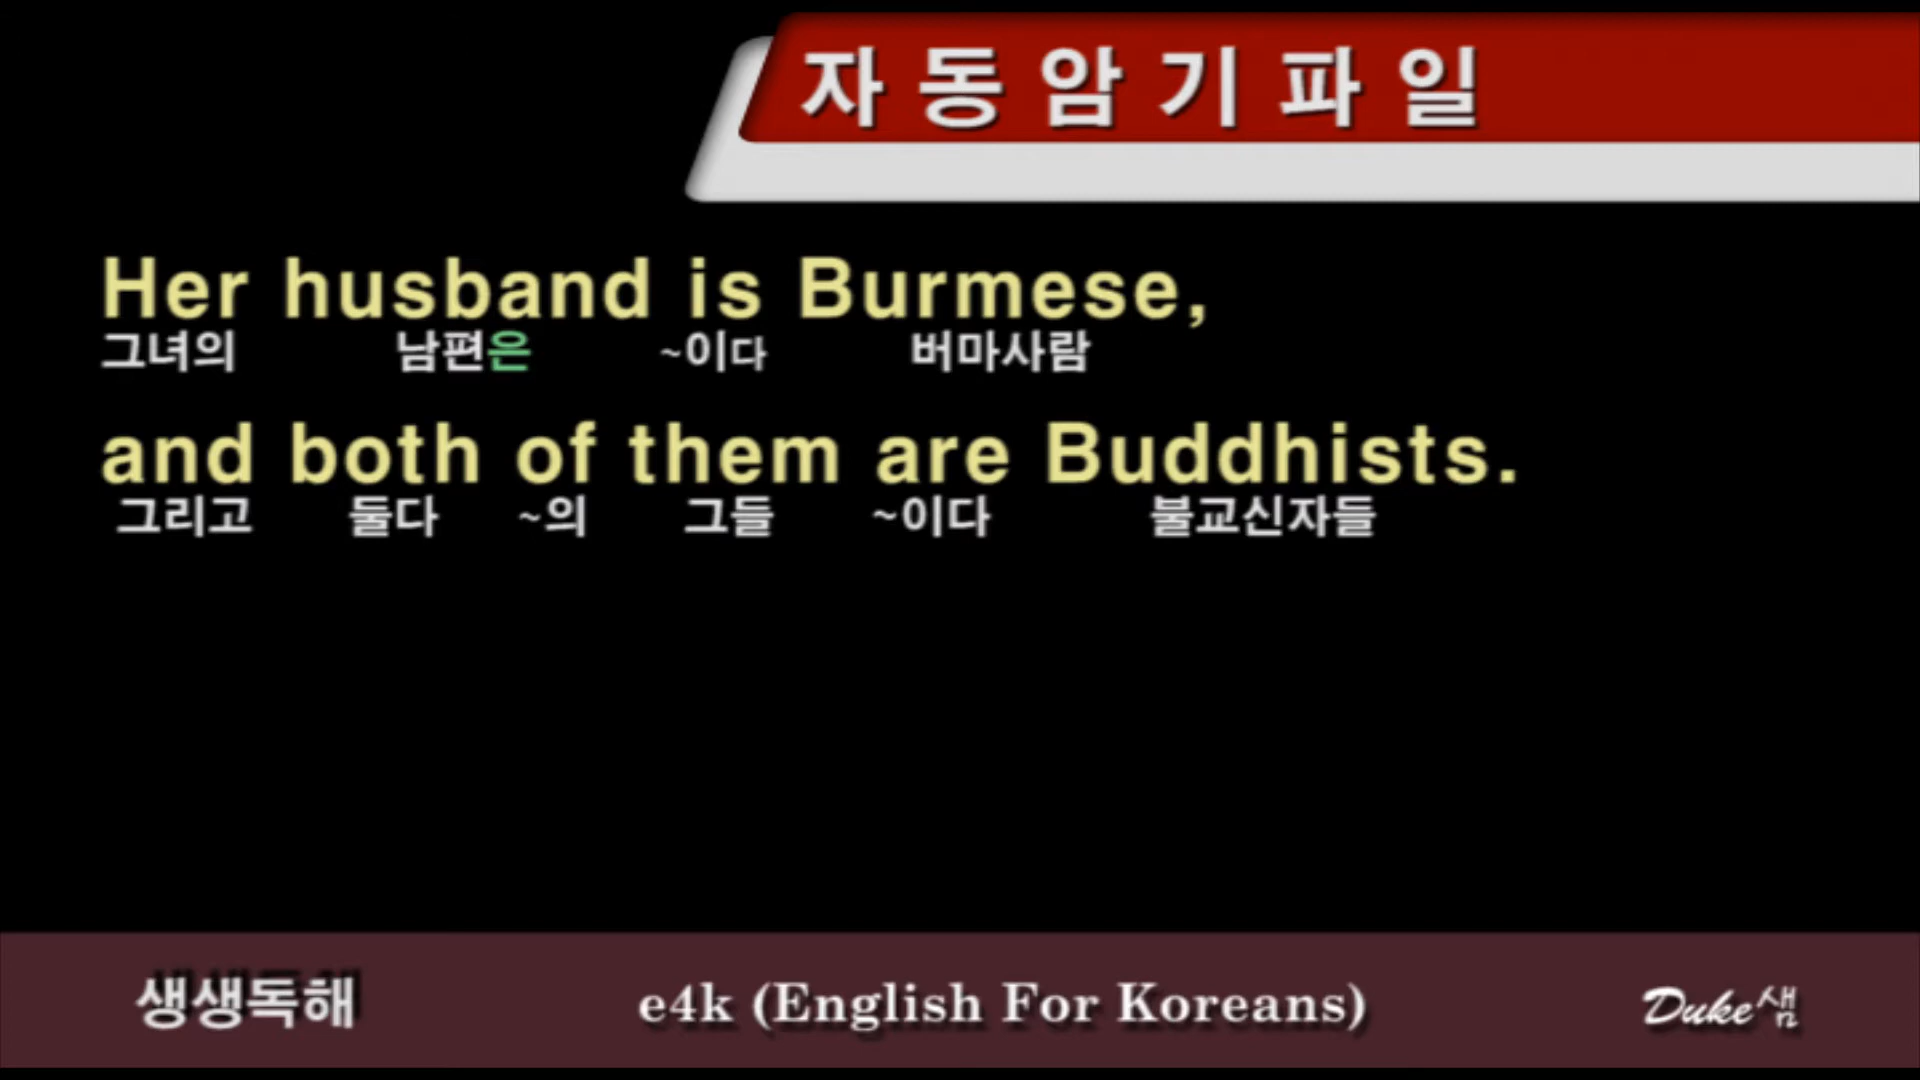 자동암기파일
Her husband is Burmese,
그녀의 남편은 ~이다 버마사람
and both of them are Buddhists.
그리고 둘다 ~의 그들 ~이다 불교신자들
생생독해 e4k (English For Koreans) Duke샘